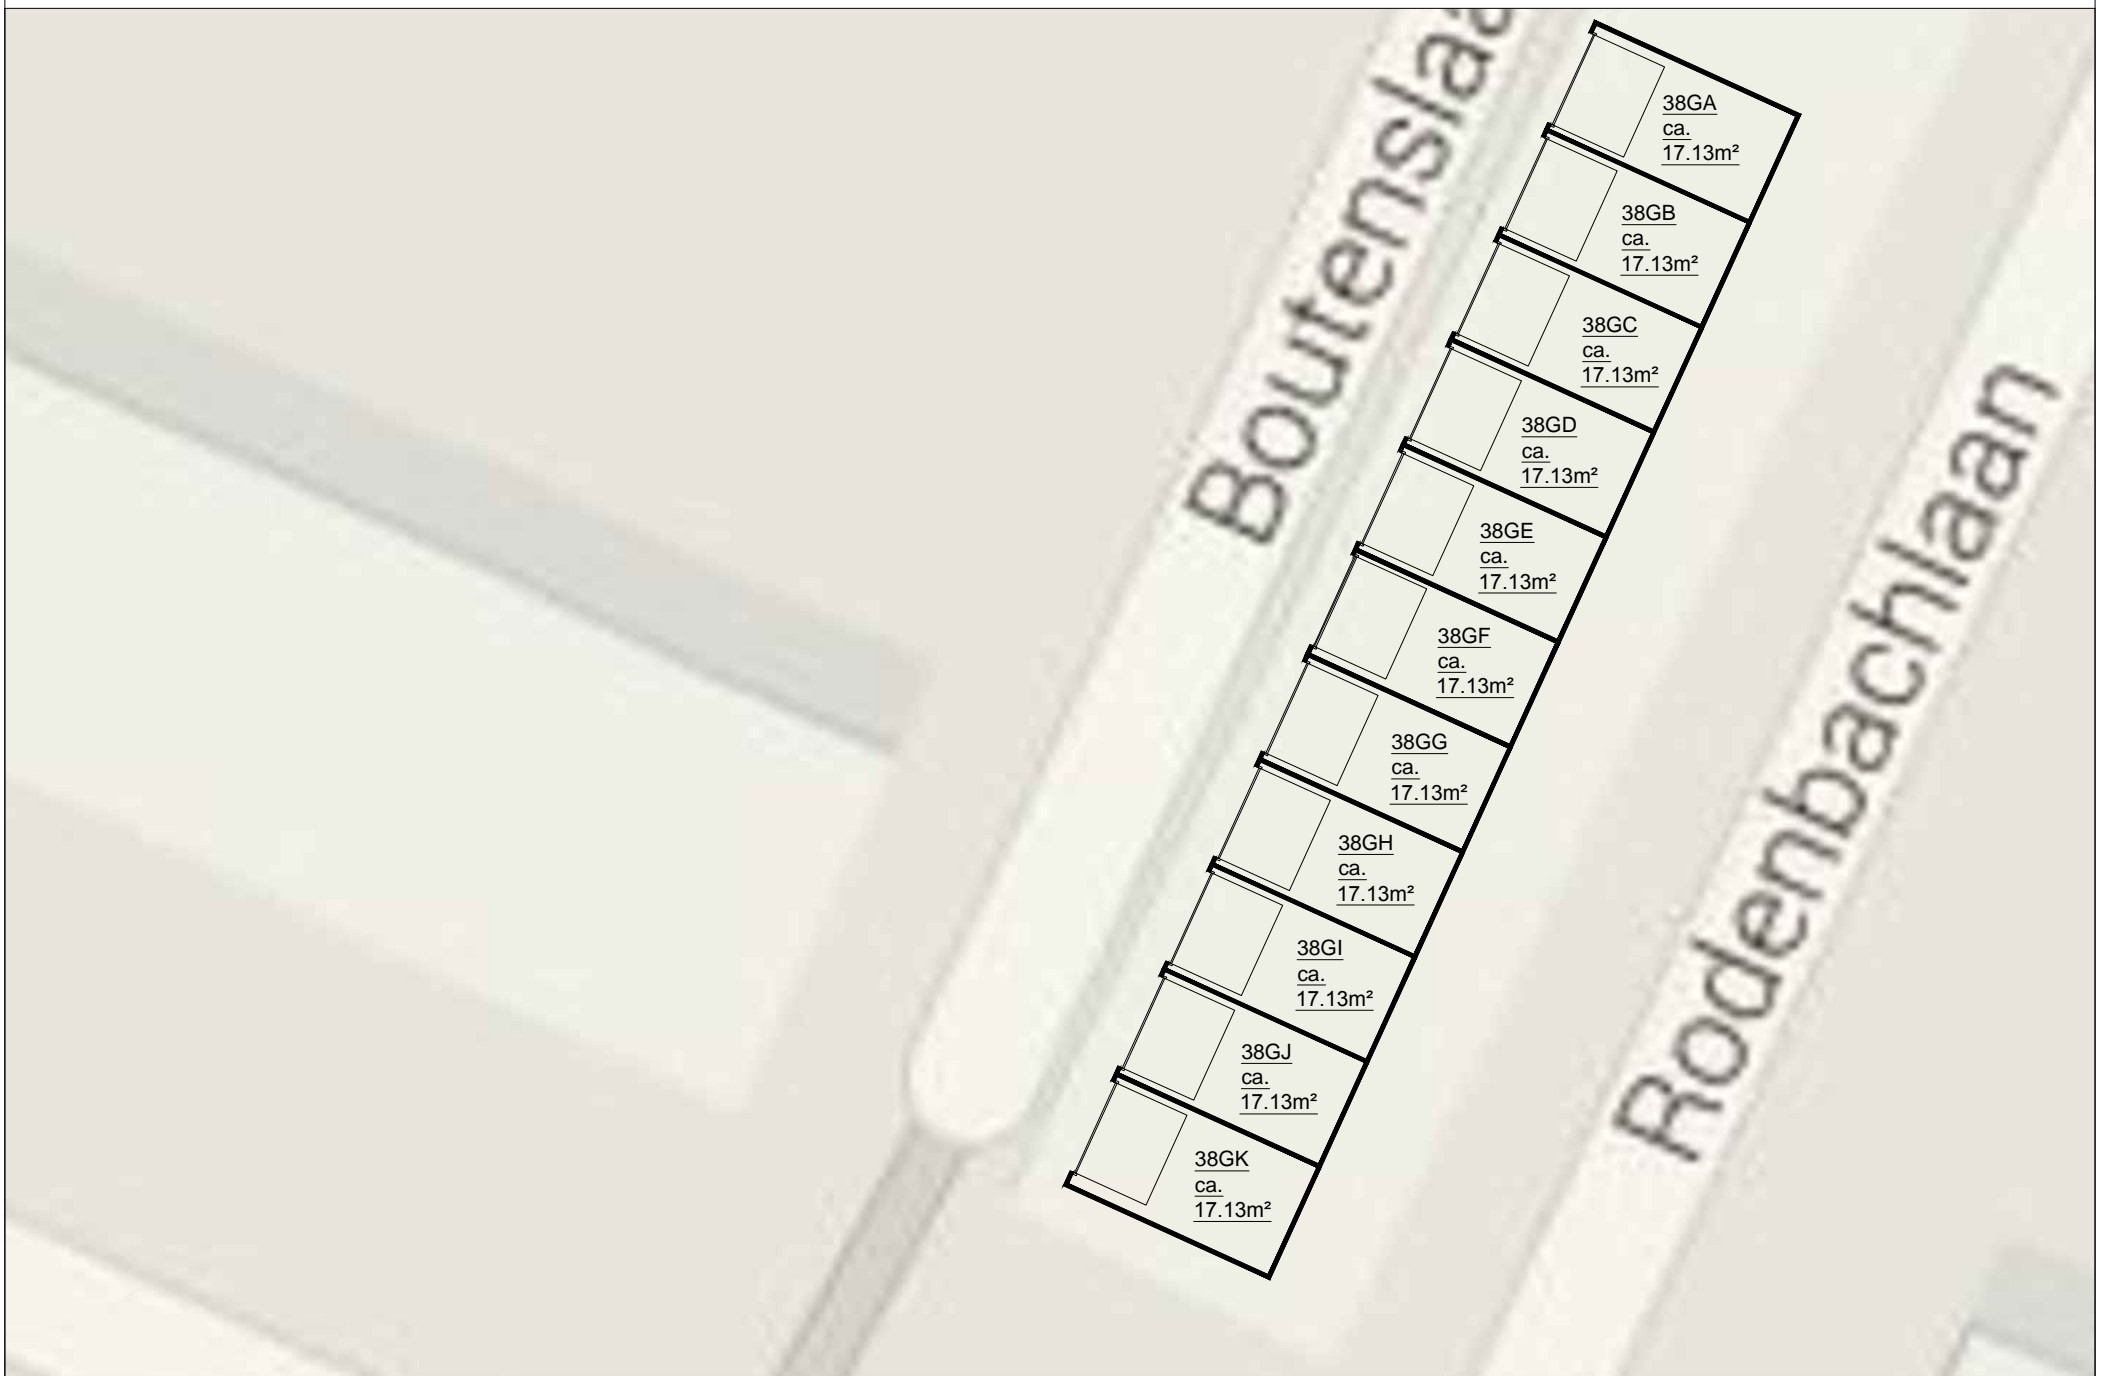 Boutenslaa
38GA
ca.
17.13m²
38GB
ca.
17.13m²
38GC
ca.
17.13m²
38GD
ca.
17.13m²
38GE
ca.
17.13m²
38GF
ca.
17.13m²
38GG
ca.
17.13m²
38GH
ca.
17.13m²
38GI
ca.
17.13m²
38GJ
ca.
17.13m²
38GK
ca.
17.13m²
Rodenbachlaan